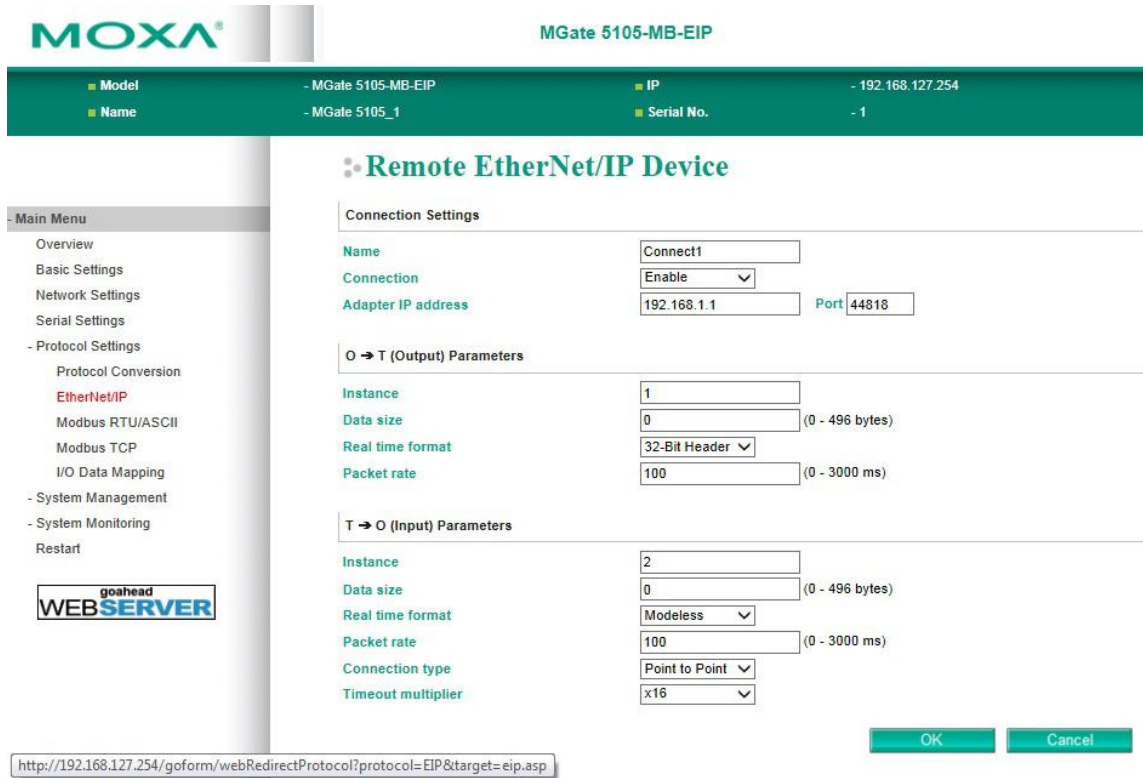 MOXA®
MGate 5105-MB-EIP
Model - MGate 5105-MB-EIP IP - 192.168.127.254
Name - MGate 5105_1 Serial No. - 1
Remote EtherNet/IP Device
- Main Menu
Overview
Basic Settings
Network Settings
Serial Settings
- Protocol Settings
Protocol Conversion
EtherNet/IP
Modbus RTU/ASCII
Modbus TCP
I/O Data Mapping
- System Management
- System Monitoring
Restart
goahead
WEBSERVER
Connection Settings
Name Connect1
Connection Enable
Adapter IP address 192.168.1.1 Port 44818
O ➔ T (Output) Parameters
Instance 1
Data size 0 (0 - 496 bytes)
Real time format 32-Bit Header
Packet rate 100 (0 - 3000 ms)
T ➔ O (Input) Parameters
Instance 2
Data size 0 (0 - 496 bytes)
Real time format Modeless
Packet rate 100 (0 - 3000 ms)
Connection type Point to Point
Timeout multiplier x16
OK Cancel
http://192.168.127.254/goform/webRedirectProtocol?protocol=EIP&target=eip.asp